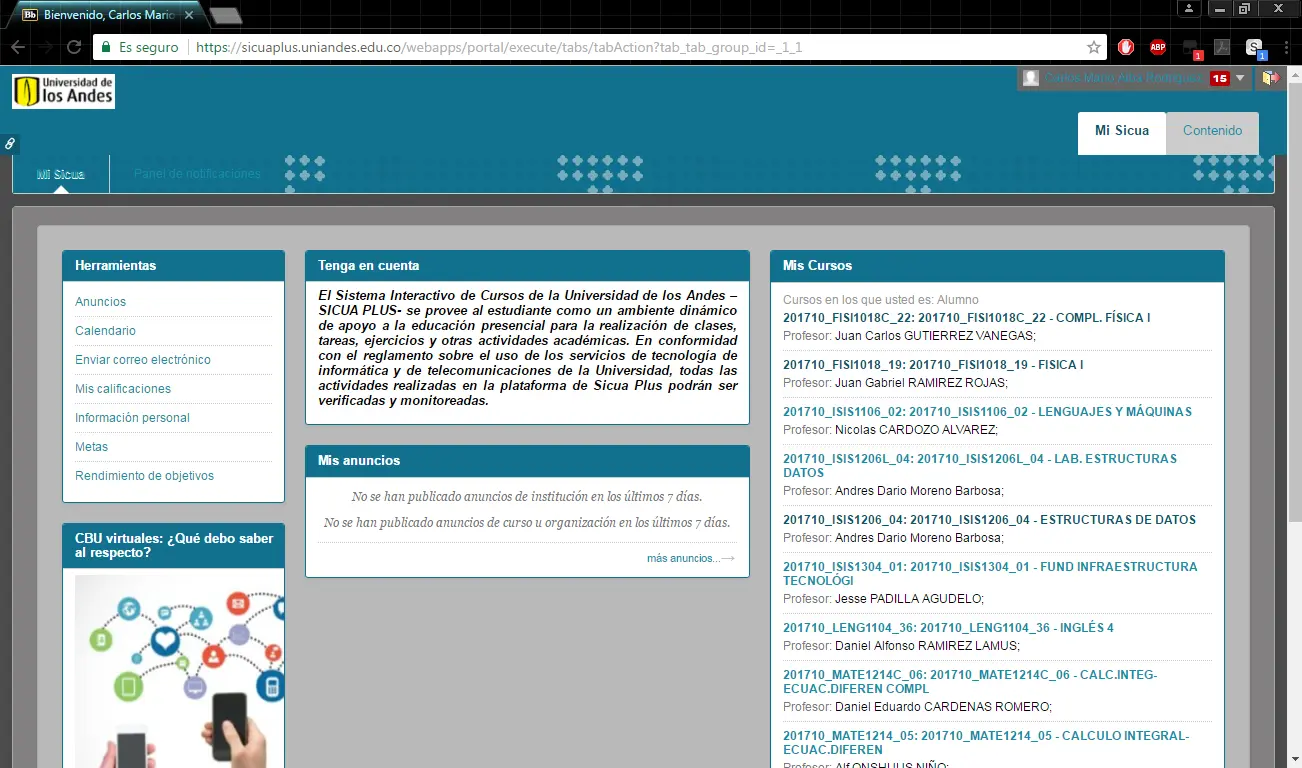 Bb Bienvenido, Carlos Mario
Es seguro
https://sicuaplus.uniandes.edu.co/webapps/portal/execute/tabs/tabAction?tab_tab_group_id=_1_1
ABP
1
S
1
Universidad de
los Andes
15
Mi Sicua
Contenido
Mi Sicua
Panel de notificaciones
Herramientas
Anuncios
Calendario
Enviar correo electrónico
Mis calificaciones
Información personal
Metas
Rendimiento de objetivos
CBU virtuales: ¿Qué debo saber
al respecto?
Tenga en cuenta
El Sistema Interactivo de Cursos de la Universidad de los Andes –
SICUA PLUS- se provee al estudiante como un ambiente dinámico
de apoyo a la educación presencial para la realización de clases,
tareas, ejercicios y otras actividades académicas. En conformidad
con el reglamento sobre el uso de los servicios de tecnología de
informática y de telecomunicaciones de la Universidad, todas las
actividades realizadas en la plataforma de Sicua Plus podrán ser
verificadas y monitoreadas.
Mis anuncios
No se han publicado anuncios de institución en los últimos 7 días.
No se han publicado anuncios de curso u organización en los últimos 7 días.
más anuncios...→
Mis Cursos
Cursos en los que usted es: Alumno
201710_FISI1018C_22: 201710_FISI1018C_22 - COMPL. FÍSICA I
Profesor: Juan Carlos GUTIERREZ VANEGAS;
201710_FISI1018_19: 201710_FISI1018_19 - FISICA I
Profesor: Juan Gabriel RAMIREZ ROJAS;
201710_ISIS1106_02: 201710_ISIS1106_02 - LENGUAJES Y MÁQUINAS
Profesor: Nicolas CARDOZO ALVAREZ;
201710_ISIS1206L_04: 201710_ISIS1206L_04 - LAB. ESTRUCTURAS
DATOS
Profesor: Andres Dario Moreno Barbosa;
201710_ISIS1206_04: 201710_ISIS1206_04 - ESTRUCTURAS DE DATOS
Profesor: Andres Dario Moreno Barbosa;
201710_ISIS1304_01: 201710_ISIS1304_01 - FUND INFRAESTRUCTURA
TECNOLÓGI
Profesor: Jesse PADILLA AGUDELO;
201710_LENG1104_36: 201710_LENG1104_36 - INGLÉS 4
Profesor: Daniel Alfonso RAMIREZ LAMUS;
201710_MATE1214C_06: 201710_MATE1214C_06 - CALC.INTEG-
ECUAC.DIFEREN COMPL
Profesor: Daniel Eduardo CARDENAS ROMERO;
201710_MATE1214_05: 201710_MATE1214_05 - CALCULO INTEGRAL-
ECUAC.DIFEREN
Profesor: Alf ONSHUUS NIÑO;